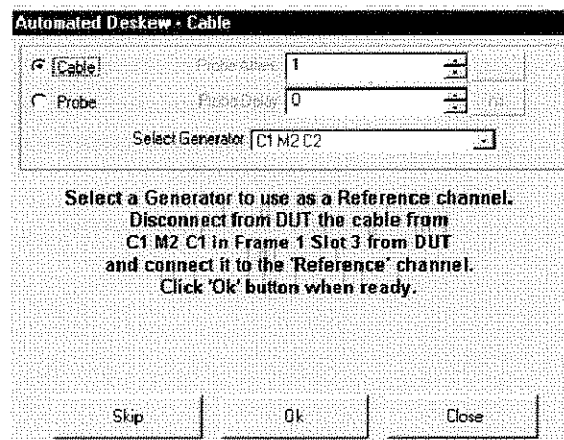 Automated Deskew - Cable
Cable
Probe Atten 1
Probe
Probe Delay 0 ns
Select Generator C1 M2 C2
Select a Generator to use as a Reference channel.
Disconnect from DUT the cable from
C1 M2 C1 in Frame 1 Slot 3 from DUT
and connect it to the 'Reference' channel.
Click 'Ok' button when ready.
Skip Ok Close